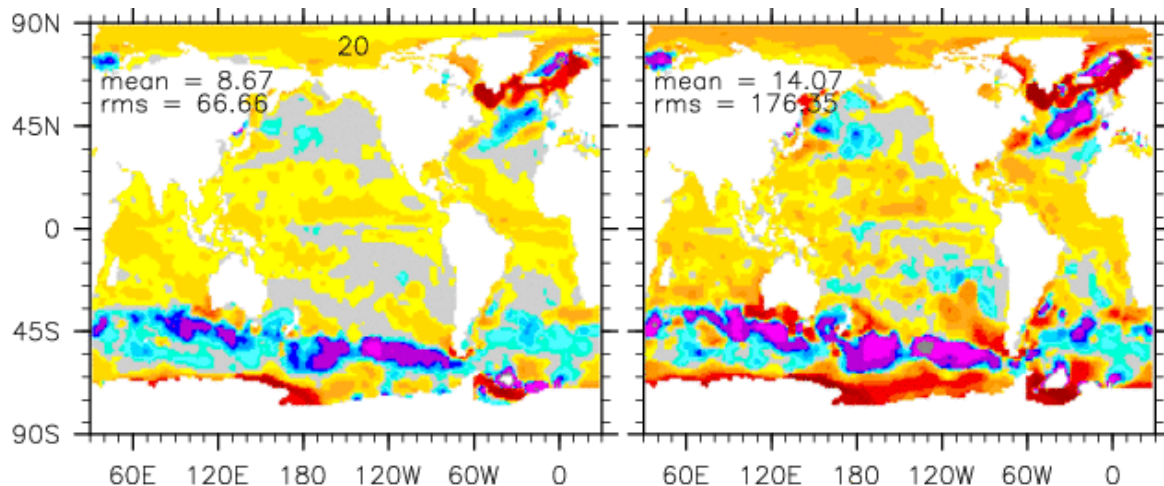 90N
20
mean = 8.67
rms = 66.66
mean = 14.07
rms = 176.35
45N
0
45S
90S
60E 120E 180 120W 60W 0
60E 120E 180 120W 60W 0